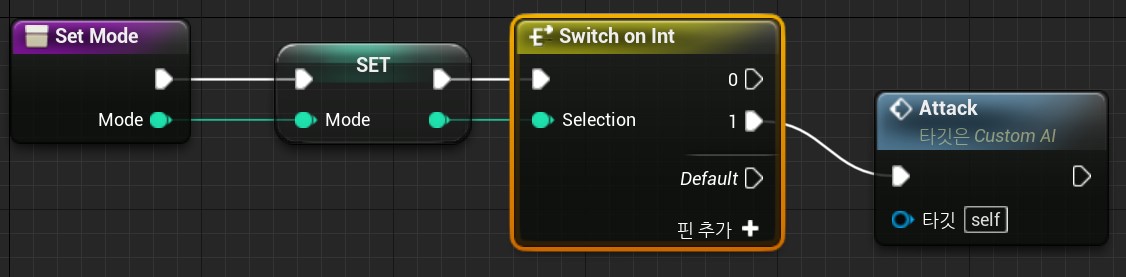 Set Mode
Mode
SET
Mode
Switch on Int
Selection
0
1
Default
핀 추가
Attack
타깃은 Custom AI
타깃 self